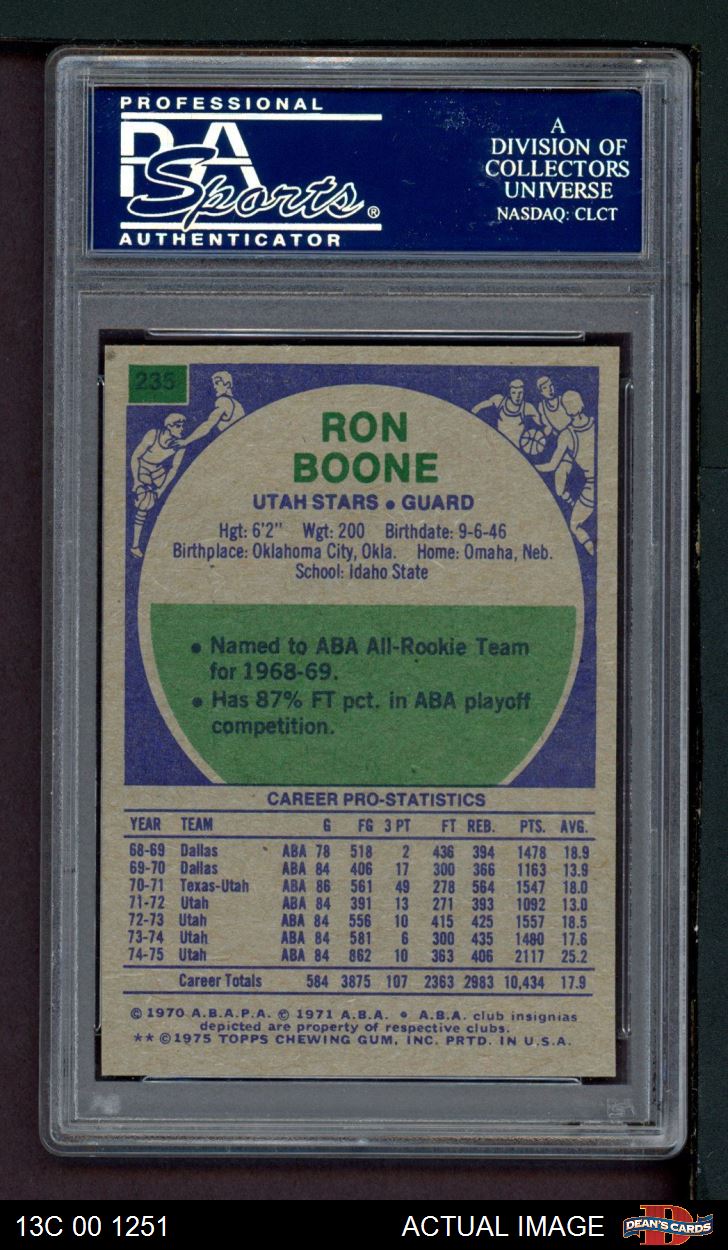 PROFESSIONAL
PSA
Sports®
AUTHENTICATOR
A
DIVISION OF
COLLECTORS
UNIVERSE
NASDAQ: CLCT
235
RON
BOONE
UTAH STARS • GUARD
Hgt: 6'2" Wgt: 200 Birthdate: 9-6-46
Birthplace: Oklahoma City, Okla. Home: Omaha, Neb.
School: Idaho State
• Named to ABA All-Rookie Team
for 1968-69.
• Has 87% FT pct. in ABA playoff
competition.
CAREER PRO-STATISTICS
YEAR TEAM G FG 3 PT FT REB. PTS. AVG.
68-69 Dallas ABA 78 518 2 436 394 1478 18.9
69-70 Dallas ABA 84 406 17 300 366 1163 13.9
70-71 Texas-Utah ABA 86 561 49 278 564 1547 18.0
71-72 Utah ABA 84 391 13 271 393 1092 13.0
72-73 Utah ABA 84 556 10 415 425 1557 18.5
73-74 Utah ABA 84 581 6 300 435 1480 17.6
74-75 Utah ABA 84 862 10 363 406 2117 25.2
Career Totals 584 3875 107 2363 2983 10,434 17.9
© 1970 A.B.A.P.A. © 1971 A.B.A. • A.B.A. club insignias
depicted are property of respective clubs.
** ©1975 TOPPS CHEWING GUM, INC. PRTD. IN U.S.A.
13C 00 1251 ACTUAL IMAGE
DEAN'S CARDS